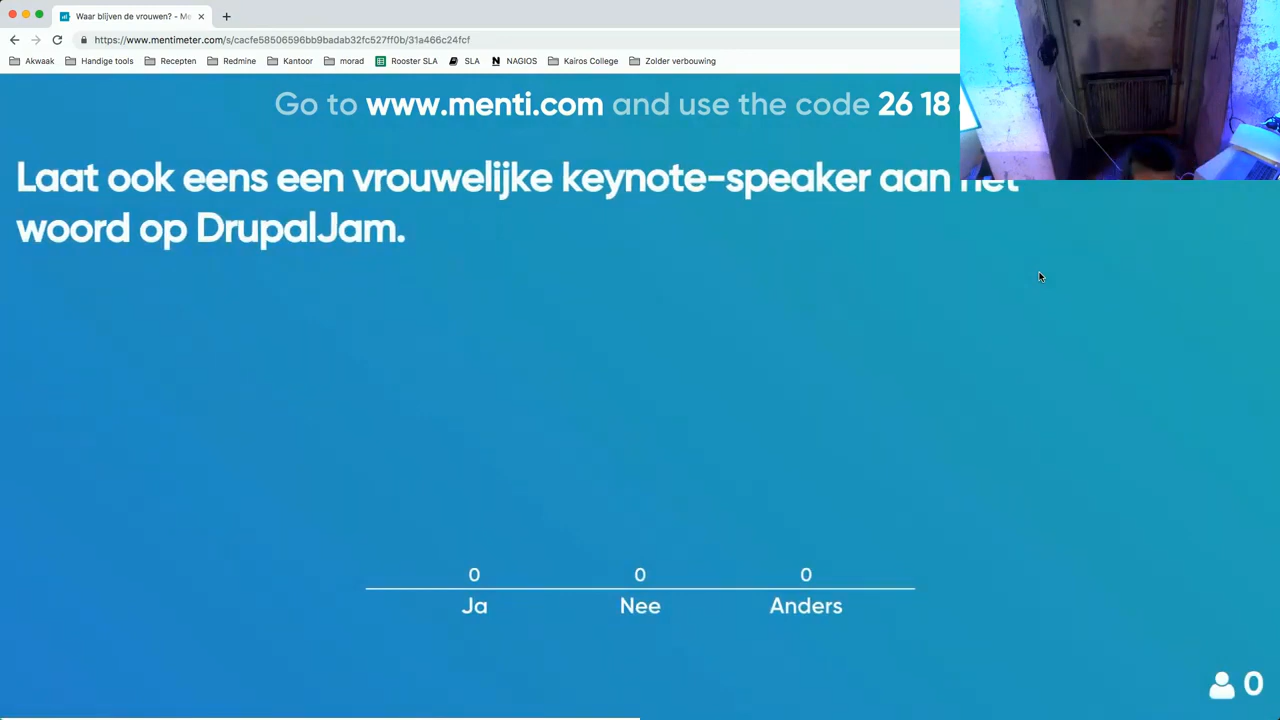 Waar blijven de vrouwen? - Me
https://www.mentimeter.com/s/cacfe58506596bb9badab32fc527ff0b/31a466c24fcf
Akwaak Handige tools Recepten Redmine Kantoor morad Rooster SLA SLA NAGIOS Kairos College Zolder verbouwing
Go to www.menti.com and use the code 26 18
Laat ook eens een vrouwelijke keynote-speaker aan het
woord op DrupalJam.
0 0 0
Ja Nee Anders
0